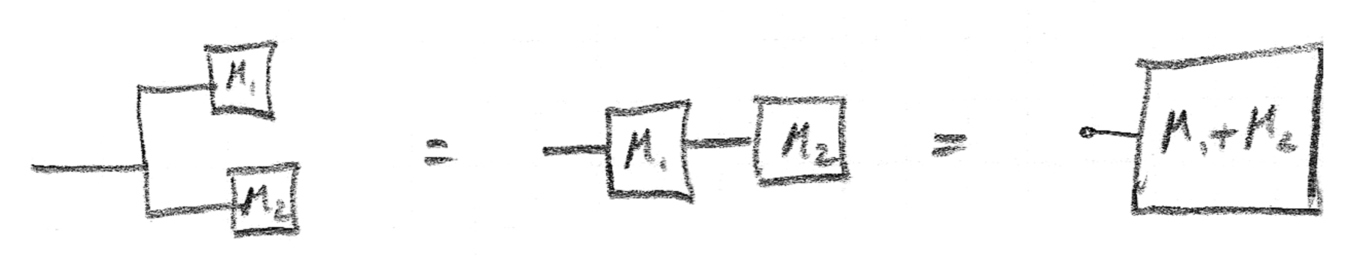 M₁
M₂
=
M₁
M₂
=
M₁+M₂